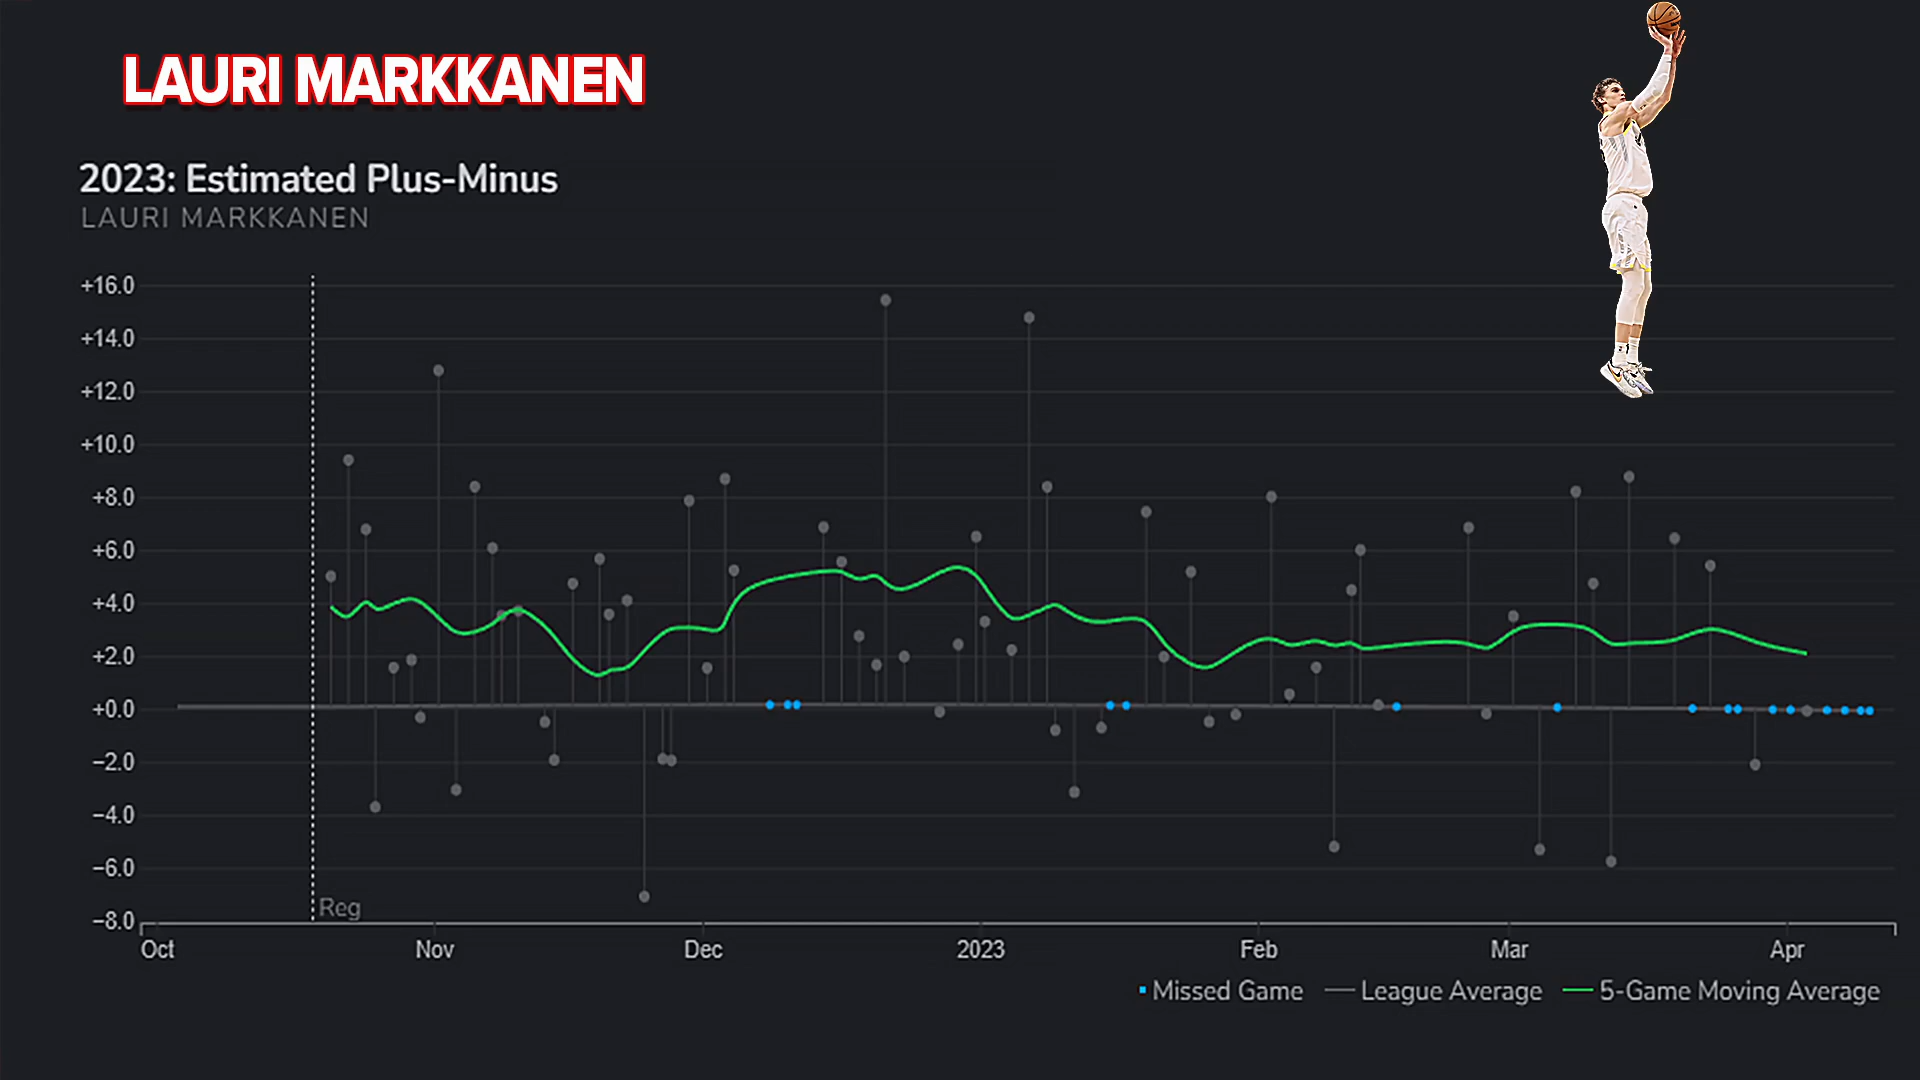 LAURI MARKKANEN
2023: Estimated Plus-Minus
LAURI MARKKANEN
+16.0
+14.0
+12.0
+10.0
+8.0
+6.0
+4.0
+2.0
+0.0
−2.0
−4.0
−6.0
−8.0
Reg
Oct Nov Dec 2023 Feb Mar Apr
Missed Game League Average 5-Game Moving Average